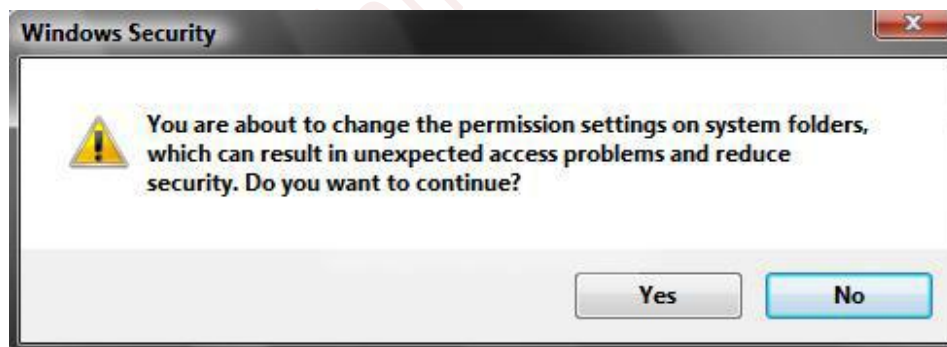 Windows Security
You are about to change the permission settings on system folders,
which can result in unexpected access problems and reduce
security. Do you want to continue?
Yes
No